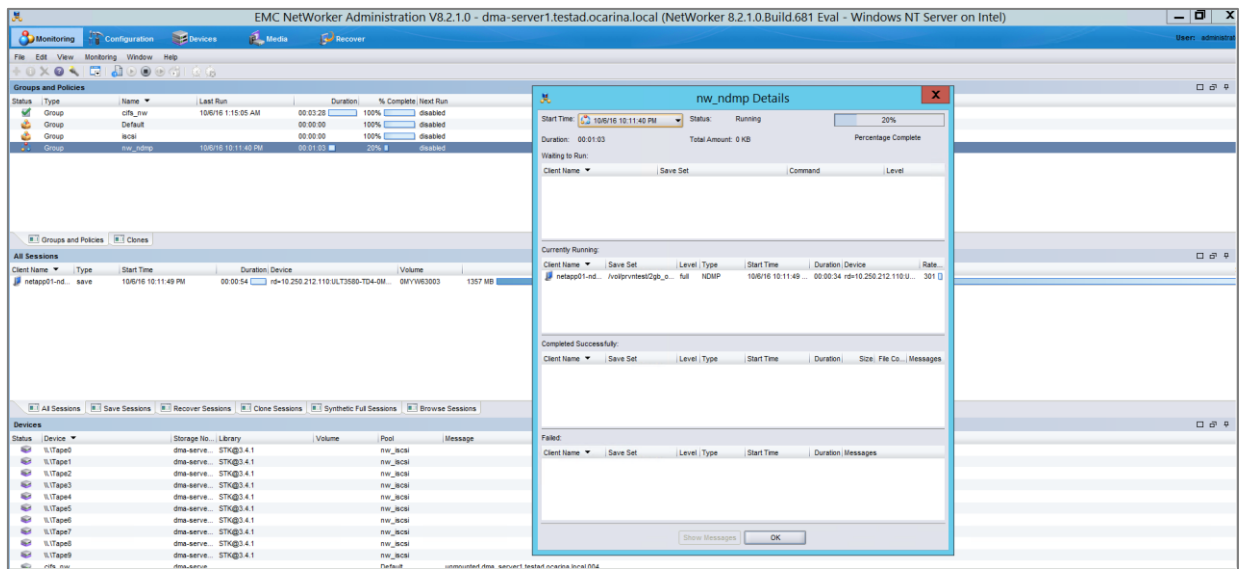 EMC NetWorker Administration V8.2.1.0 - dma-server1.testad.ocarina.local (NetWorker 8.2.1.0.Build.681 Eval - Windows NT Server on Intel)
Monitoring Configuration Devices Media Recover User: administrat
File Edit View Monitoring Window Help
Groups and Policies
Status Type Name Last Run Duration % Complete Next Run
Group cifs_nw 10/6/16 1:15:05 AM 00:03:28 100% disabled
Group Default 00:00:00 100% disabled
Group iscsi 00:00:00 100% disabled
Group nw_ndmp 10/6/16 10:11:40 PM 00:01:03 20% disabled
Groups and Policies Clones
All Sessions
Client Name Type Start Time Duration Device Volume
netapp01-nd... save 10/6/16 10:11:49 PM 00:00:54 rd=10.250.212.110:ULT3580-TD4-0M... 0MYW63003 1357 MB
All Sessions Save Sessions Recover Sessions Clone Sessions Synthetic Full Sessions Browse Sessions
Devices
Status Device Storage No... Library Volume Pool Message
\\.\Tape0 dma-serve... STK@3.4.1 nw_iscsi
\\.\Tape1 dma-serve... STK@3.4.1 nw_iscsi
\\.\Tape2 dma-serve... STK@3.4.1 nw_iscsi
\\.\Tape3 dma-serve... STK@3.4.1 nw_iscsi
\\.\Tape4 dma-serve... STK@3.4.1 nw_iscsi
\\.\Tape5 dma-serve... STK@3.4.1 nw_iscsi
\\.\Tape6 dma-serve... STK@3.4.1 nw_iscsi
\\.\Tape7 dma-serve... STK@3.4.1 nw_iscsi
\\.\Tape8 dma-serve... STK@3.4.1 nw_iscsi
\\.\Tape9 dma-serve... STK@3.4.1 nw_iscsi
cifs_nw dma-serve... Default unmounted dma_server1.testad.ocarina.local.004
nw_ndmp Details
Start Time: 10/6/16 10:11:40 PM Status: Running 20%
Duration: 00:01:03 Total Amount: 0 KB Percentage Complete
Waiting to Run:
Client Name Save Set Command Level
Currently Running:
Client Name Save Set Level Type Start Time Duration Device Rate...
netapp01-nd... /vol/prvntest/2gb_o... full NDMP 10/6/16 10:11:49 ... 00:00:34 rd=10.250.212.110:U... 301
Completed Successfully:
Client Name Save Set Level Type Start Time Duration Size File Co... Messages
Failed:
Client Name Save Set Level Type Start Time Duration Messages
Show Messages OK